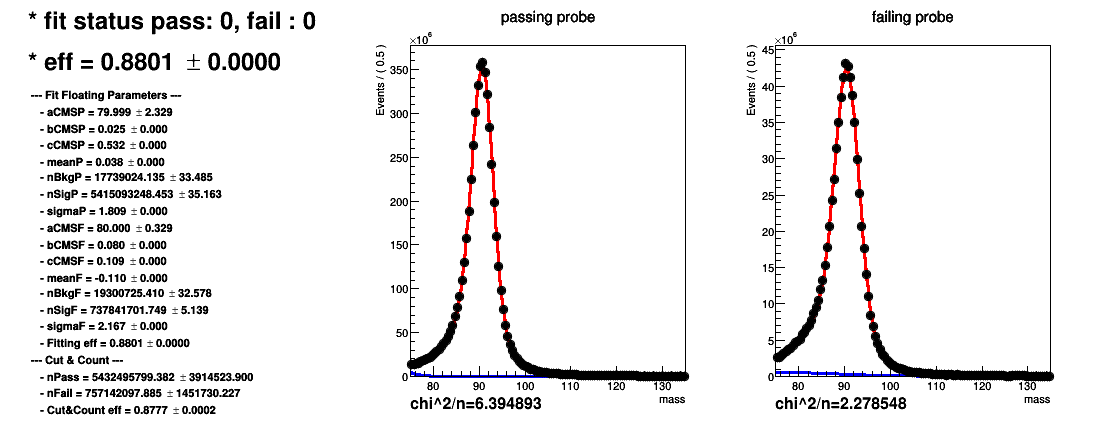 * fit status pass: 0, fail : 0
* eff = 0.8801 ± 0.0000
--- Fit Floating Parameters ---
- aCMSP = 79.999 ± 2.329
- bCMSP = 0.025 ± 0.000
- cCMSP = 0.532 ± 0.000
- meanP = 0.038 ± 0.000
- nBkgP = 17739024.135 ± 33.485
- nSigP = 5415093248.453 ± 35.163
- sigmaP = 1.809 ± 0.000
- aCMSF = 80.000 ± 0.329
- bCMSF = 0.080 ± 0.000
- cCMSF = 0.109 ± 0.000
- meanF = -0.110 ± 0.000
- nBkgF = 19300725.410 ± 32.578
- nSigF = 737841701.749 ± 5.139
- sigmaF = 2.167 ± 0.000
- Fitting eff = 0.8801 ± 0.0000
--- Cut & Count ---
- nPass = 5432495799.382 ± 3914523.900
- nFail = 757142097.885 ± 1451730.227
- Cut&Count eff = 0.8777 ± 0.0002
passing probe
×10^6
Events / ( 0.5 )
350
300
250
200
150
100
50
0
80 90 100 110 120 130
mass
chi^2/n=6.394893
failing probe
×10^6
Events / ( 0.5 )
45
40
35
30
25
20
15
10
5
0
80 90 100 110 120 130
mass
chi^2/n=2.278548